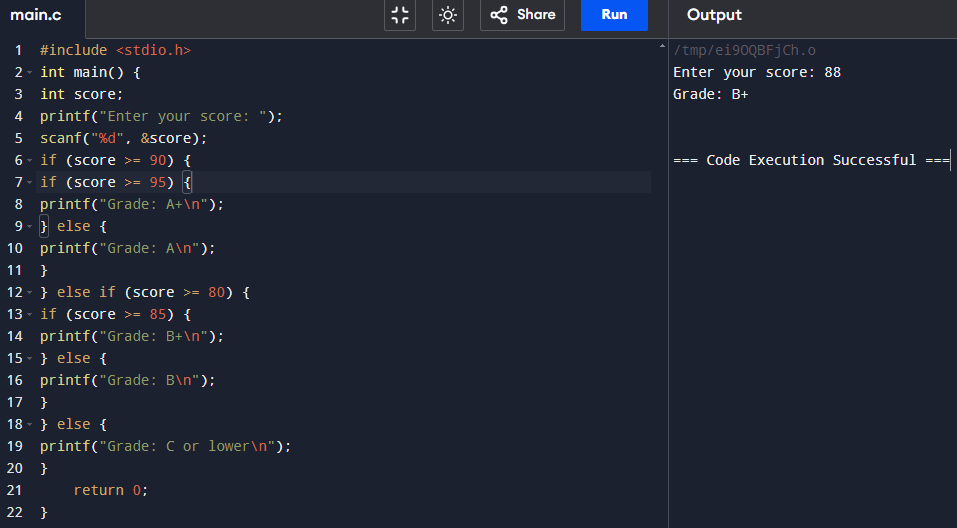 main.c
Share
Run
Output
1 #include <stdio.h>
2 int main() {
3 int score;
4 printf("Enter your score: ");
5 scanf("%d", &score);
6 if (score >= 90) {
7 if (score >= 95) {
8 printf("Grade: A+\n");
9 } else {
10 printf("Grade: A\n");
11 }
12 } else if (score >= 80) {
13 if (score >= 85) {
14 printf("Grade: B+\n");
15 } else {
16 printf("Grade: B\n");
17 }
18 } else {
19 printf("Grade: C or lower\n");
20 }
21     return 0;
22 }
/tmp/ei9OQBFjCh.o
Enter your score: 88
Grade: B+
=== Code Execution Successful ===